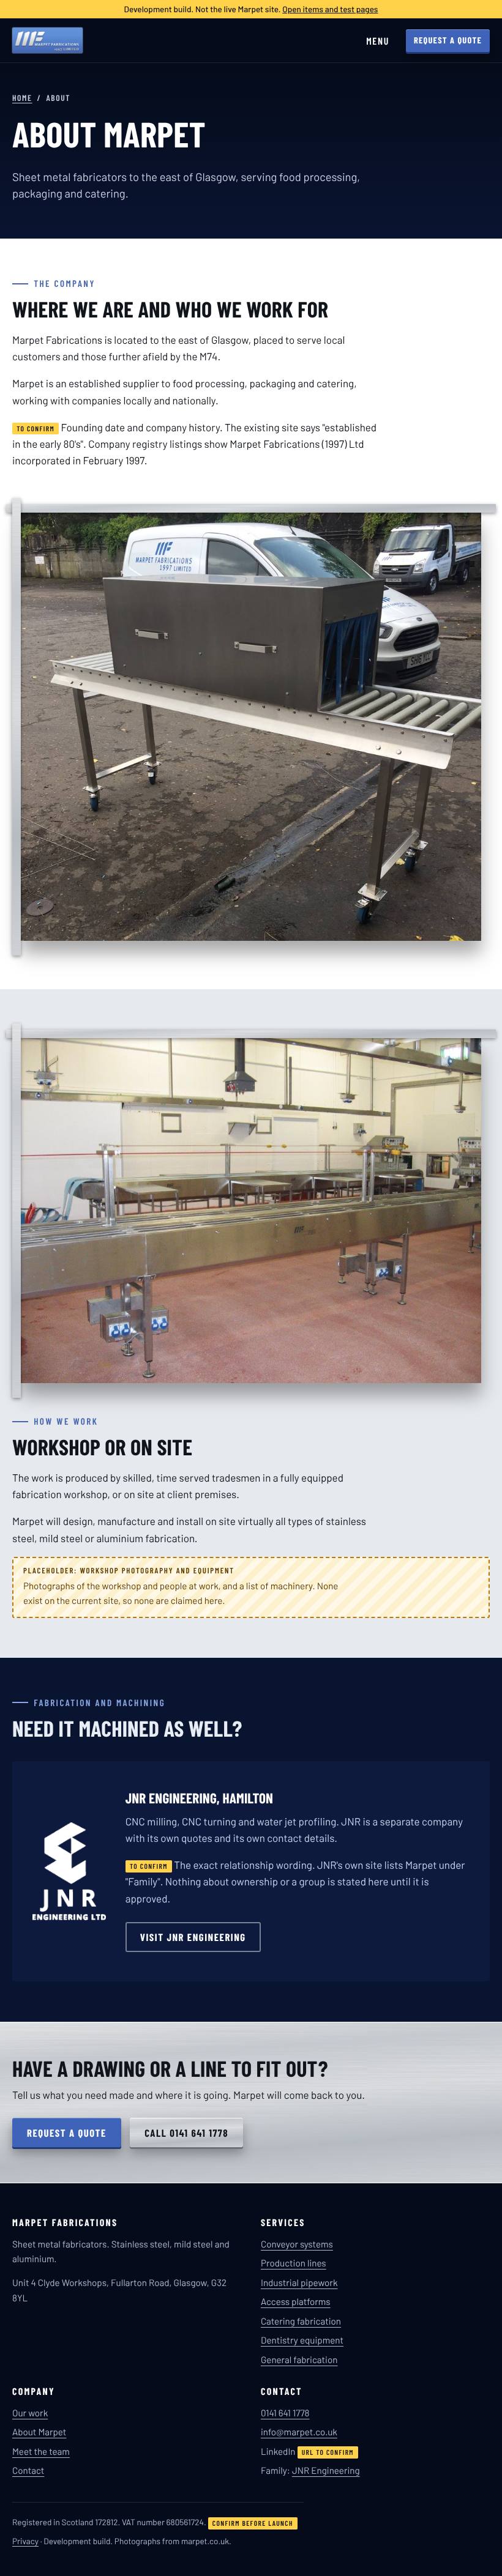 Development build. Not the live Marpet site. Open items and test pages
MF MARPET FABRICATIONS
MENU
REQUEST A QUOTE
HOME / ABOUT
ABOUT MARPET
Sheet metal fabricators to the east of Glasgow, serving food processing,
packaging and catering.
THE COMPANY
WHERE WE ARE AND WHO WE WORK FOR
Marpet Fabrications is located to the east of Glasgow, placed to serve local
customers and those further afield by the M74.
Marpet is an established supplier to food processing, packaging and catering,
working with companies locally and nationally.
TO CONFIRM Founding date and company history. The existing site says "established
in the early 80's". Company registry listings show Marpet Fabrications (1997) Ltd
incorporated in February 1997.
MF
MARPET FABRICATIONS
1997 LIMITED
HOW WE WORK
WORKSHOP OR ON SITE
The work is produced by skilled, time served tradesmen in a fully equipped
fabrication workshop, or on site at client premises.
Marpet will design, manufacture and install on site virtually all types of stainless
steel, mild steel or aluminium fabrication.
PLACEHOLDER: WORKSHOP PHOTOGRAPHY AND EQUIPMENT
Photographs of the workshop and people at work, and a list of machinery. None
exist on the current site, so none are claimed here.
FABRICATION AND MACHINING
NEED IT MACHINED AS WELL?
JNR
ENGINEERING LTD
JNR ENGINEERING, HAMILTON
CNC milling, CNC turning and water jet profiling. JNR is a separate company
with its own quotes and its own contact details.
TO CONFIRM The exact relationship wording. JNR's own site lists Marpet under
"Family". Nothing about ownership or a group is stated here until it is
approved.
VISIT JNR ENGINEERING
HAVE A DRAWING OR A LINE TO FIT OUT?
Tell us what you need made and where it is going. Marpet will come back to you.
REQUEST A QUOTE
CALL 0141 641 1778
MARPET FABRICATIONS
Sheet metal fabricators. Stainless steel, mild steel and
aluminium.
Unit 4 Clyde Workshops, Fullarton Road, Glasgow, G32
8YL
SERVICES
Conveyor systems
Production lines
Industrial pipework
Access platforms
Catering fabrication
Dentistry equipment
General fabrication
COMPANY
Our work
About Marpet
Meet the team
Contact
CONTACT
0141 641 1778
info@marpet.co.uk
LinkedIn URL TO CONFIRM
Family: JNR Engineering
Registered in Scotland 172812. VAT number 680561724. CONFIRM BEFORE LAUNCH
Privacy · Development build. Photographs from marpet.co.uk.